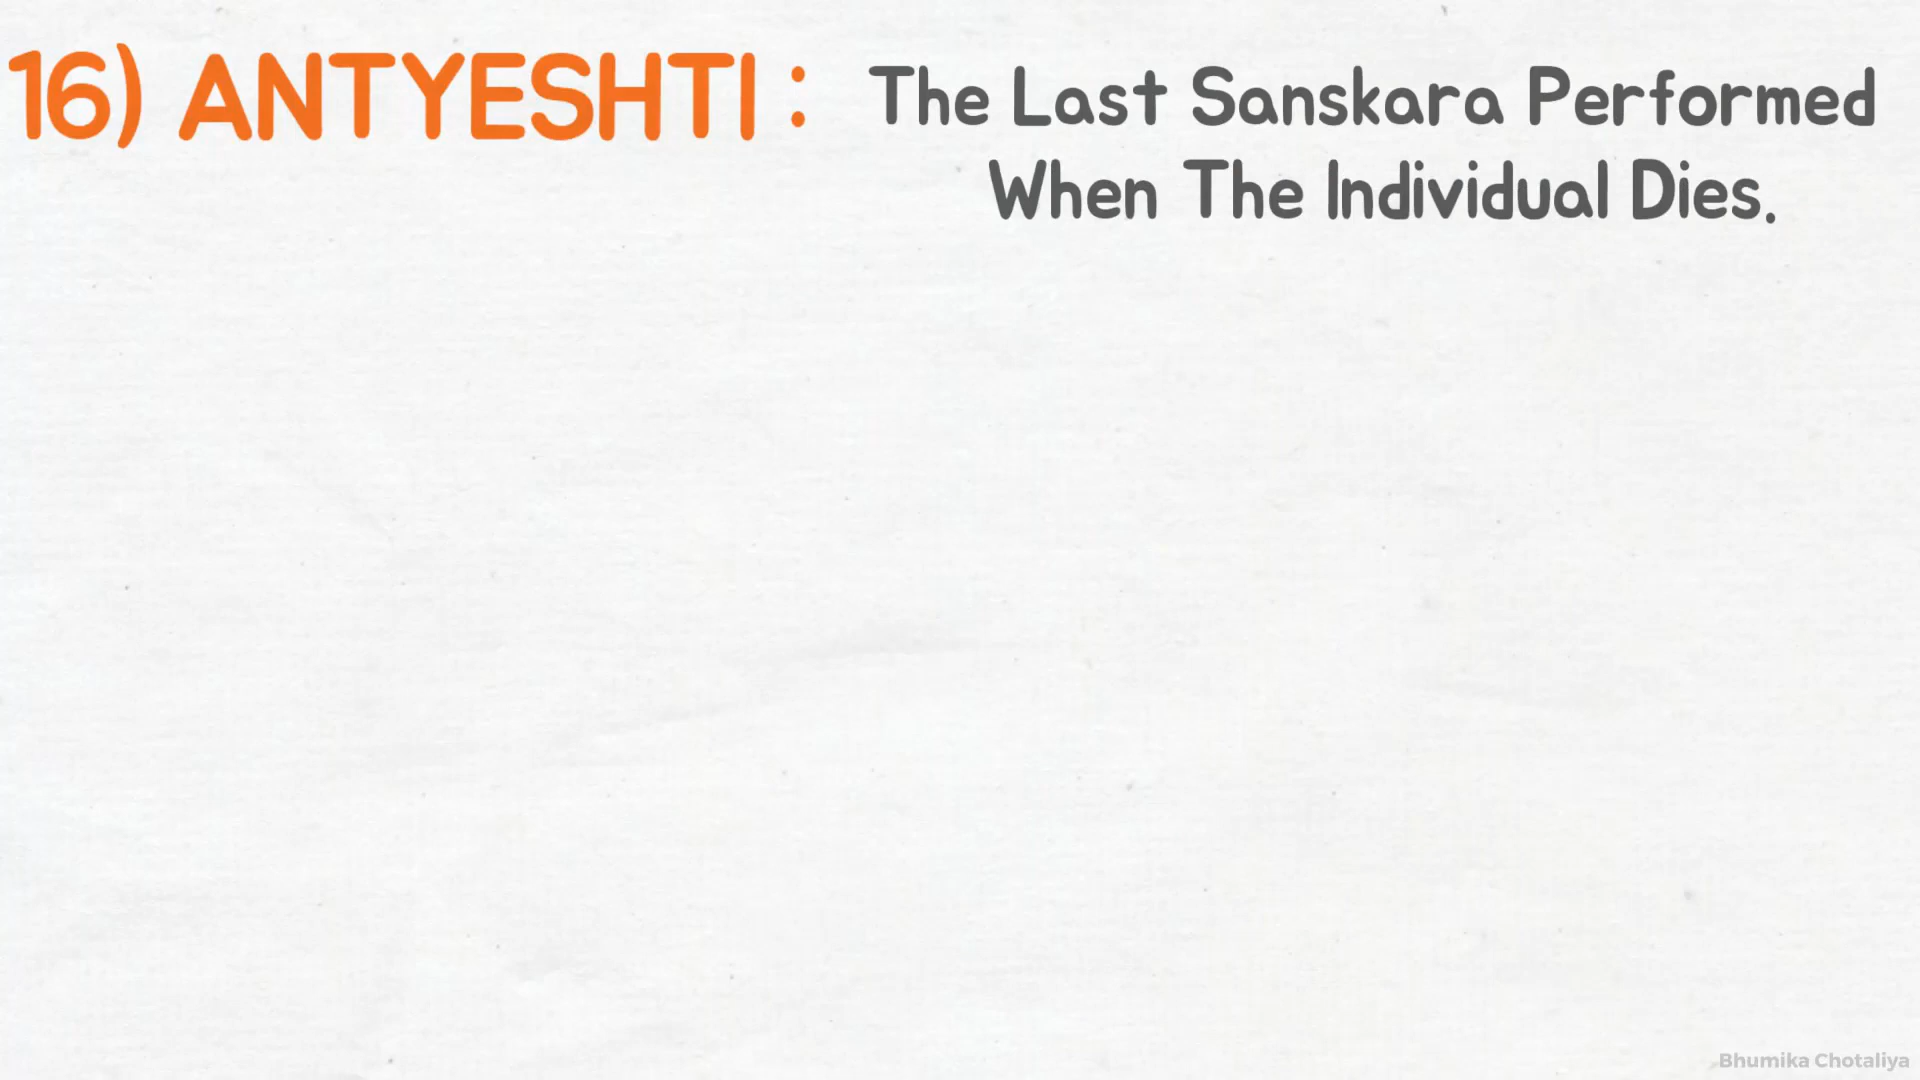 16) ANTYESHTI : The Last Sanskara Performed
When The Individual Dies.
Bhumika Chotaliya